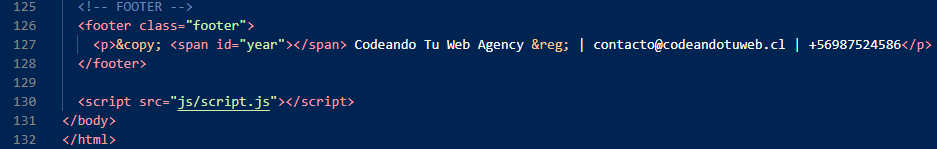 125 <!-- FOOTER -->
126 <footer class="footer">
127 <p>&copy; <span id="year"></span> Codeando Tu Web Agency &reg; | contacto@codeandotuweb.cl | +56987524586</p>
128 </footer>
129
130 <script src="js/script.js"></script>
131 </body>
132 </html>